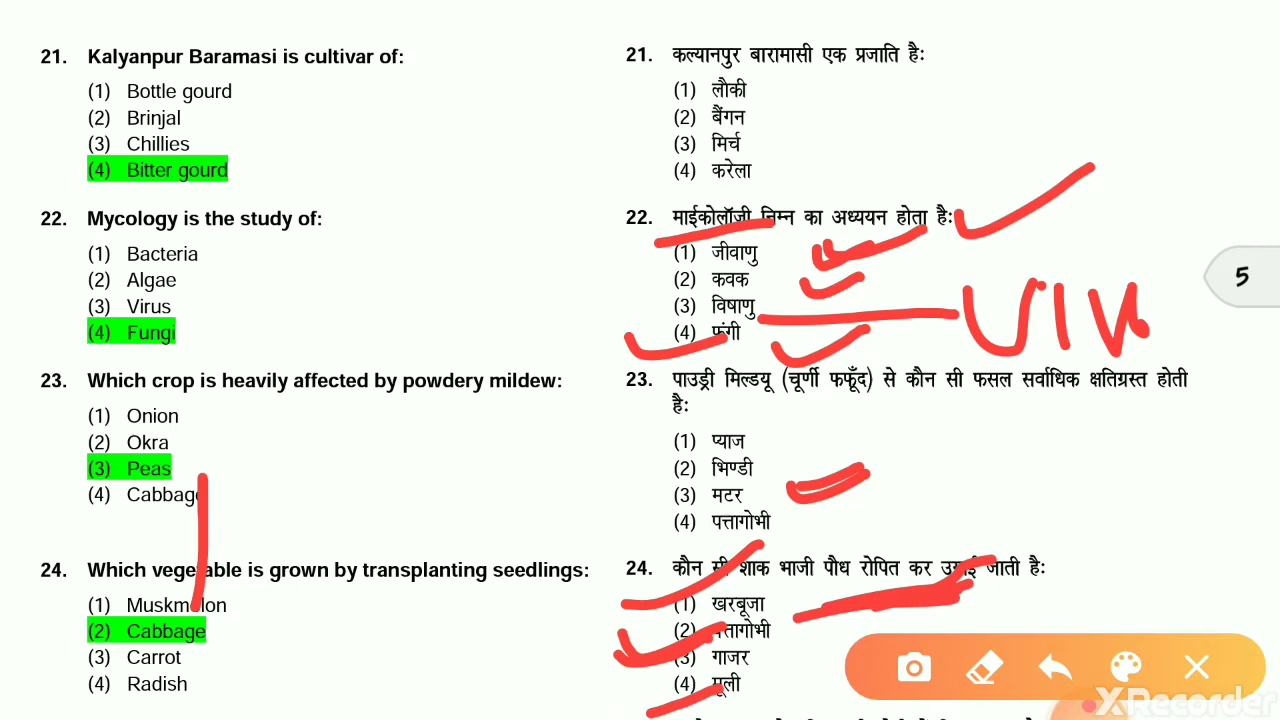 21. Kalyanpur Baramasi is cultivar of:
(1) Bottle gourd
(2) Brinjal
(3) Chillies
(4) Bitter gourd
22. Mycology is the study of:
(1) Bacteria
(2) Algae
(3) Virus
(4) Fungi
23. Which crop is heavily affected by powdery mildew:
(1) Onion
(2) Okra
(3) Peas
(4) Cabbage
24. Which vegetable is grown by transplanting seedlings:
(1) Muskmelon
(2) Cabbage
(3) Carrot
(4) Radish
21. कल्यानपुर बारामासी एक प्रजाति हैः
(1) लौकी
(2) बैंगन
(3) मिर्च
(4) करेला
22. माईकोलॉजी निम्न का अध्ययन होता हैः
(1) जीवाणु
(2) कवक
(3) विषाणु
(4) फंगी
23. पाउड्री मिल्डयू (चूर्णी फफूँद) से कौन सी फसल सर्वाधिक क्षतिग्रस्त होती
हैः
(1) प्याज
(2) भिण्डी
(3) मटर
(4) पत्तागोभी
24. कौन सी शाक भाजी पौध रोपित कर उगाई जाती हैः
(1) खरबूजा
(2) पत्तागोभी
(3) गाजर
(4) मूली
5
XRecorder